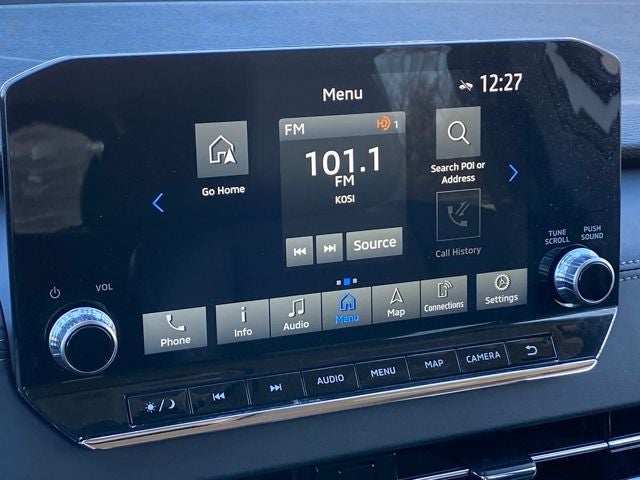 12:27
Menu
FM HD 1
101.1
FM
KOSI
Source
Go Home
Search POI or
Address
Call History
TUNE
SCROLL
PUSH
SOUND
VOL
Phone
Info
Audio
Menu
Map
Connections
Settings
AUDIO
MENU
MAP
CAMERA